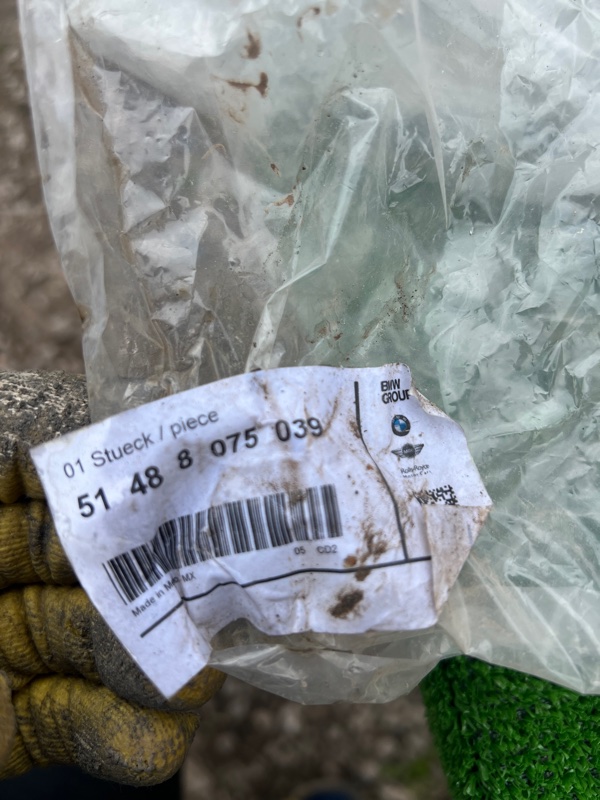 01 Stueck / piece
51 48 8 075 039
05 CD2
Made in MX
BMW
GROUP
Rolls-Royce